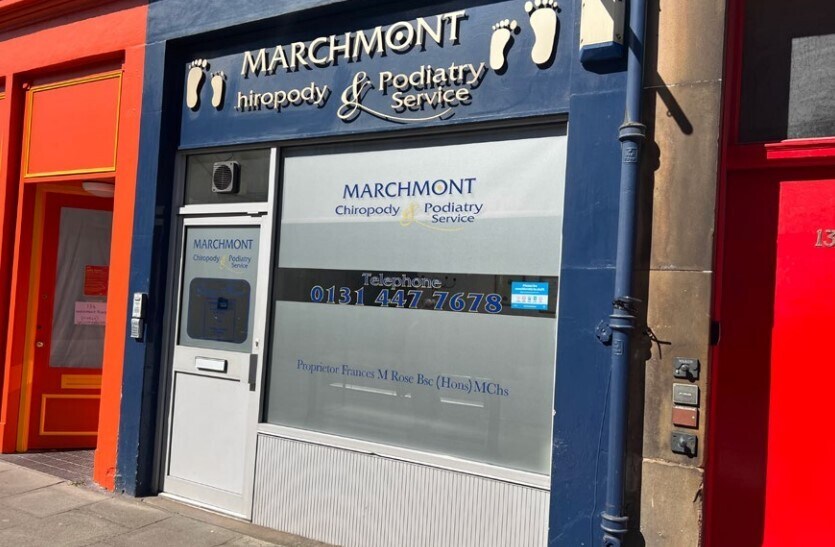 MARCHMONT
hiropody & Podiatry
Service
MARCHMONT
Chiropody & Podiatry
Service
MARCHMONT
Chiropody & Podiatry
Service
Telephone
0131 447 7678
Proprietor Frances M Rose Bsc (Hons)MChs
13